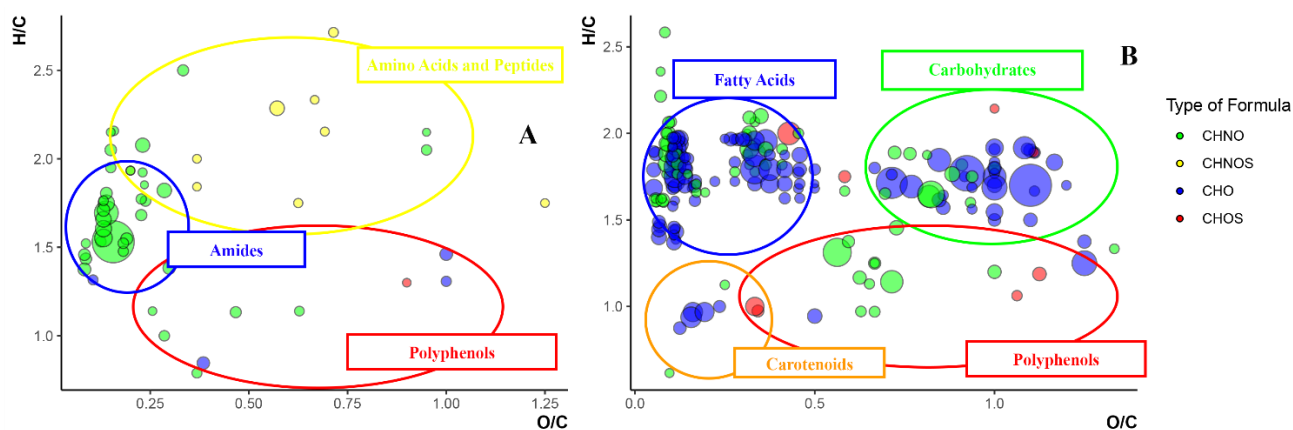 H/C
2.5
2.0
1.5
1.0
0.25
0.50
0.75
1.00
1.25
O/C
Amino Acids and Peptides
A
Amides
Polyphenols
H/C
2.5
2.0
1.5
1.0
0.0
0.5
1.0
O/C
Fatty Acids
Carbohydrates
B
Carotenoids
Polyphenols
Type of Formula
CHNO
CHNOS
CHO
CHOS